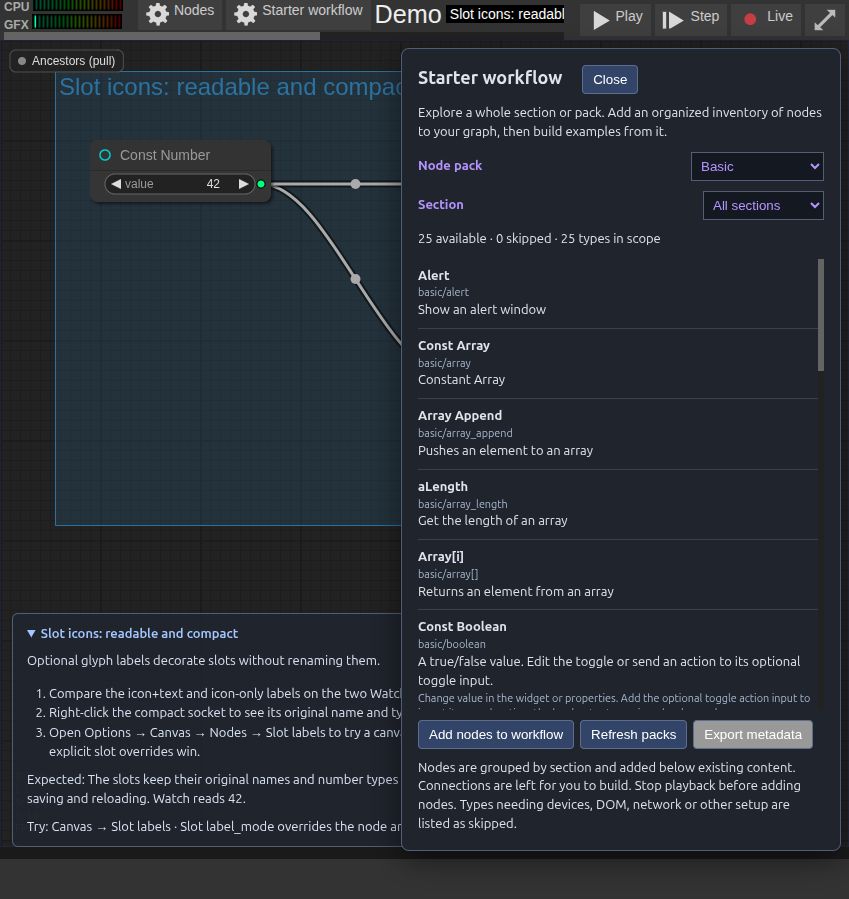 CPU
GFX
Nodes
Starter workflow
Demo
Slot icons: readabl
Play
Step
Live
Ancestors (pull)
Slot icons: readable and compac
Const Number
value 42
Starter workflow
Close
Explore a whole section or pack. Add an organized inventory of nodes
to your graph, then build examples from it.
Node pack
Basic
Section
All sections
25 available · 0 skipped · 25 types in scope
Alert
basic/alert
Show an alert window
Const Array
basic/array
Constant Array
Array Append
basic/array_append
Pushes an element to an array
aLength
basic/array_length
Get the length of an array
Array[i]
basic/array[]
Returns an element from an array
Const Boolean
basic/boolean
A true/false value. Edit the toggle or send an action to its optional
toggle input.
Change value in the widget or properties. Add the optional toggle action input to
Add nodes to workflow
Refresh packs
Export metadata
Nodes are grouped by section and added below existing content.
Connections are left for you to build. Stop playback before adding
nodes. Types needing devices, DOM, network or other setup are
listed as skipped.
▼ Slot icons: readable and compact
Optional glyph labels decorate slots without renaming them.
1. Compare the icon+text and icon-only labels on the two Watc
2. Right-click the compact socket to see its original name and ty
3. Open Options → Canvas → Nodes → Slot labels to try a canv
explicit slot overrides win.
Expected: The slots keep their original names and number types
saving and reloading. Watch reads 42.
Try: Canvas → Slot labels · Slot label_mode overrides the node ar